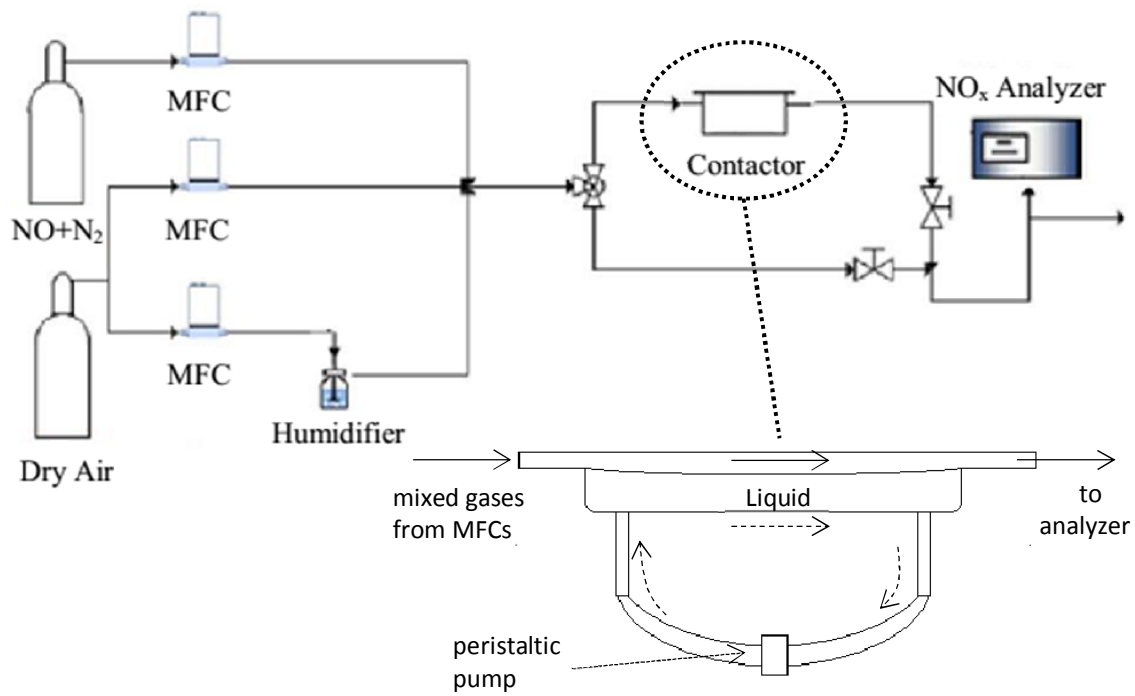 MFC
NO+N₂
MFC
MFC
Dry Air
Humidifier
Contactor
NOₓ Analyzer
mixed gases
from MFCs
Liquid
to
analyzer
peristaltic
pump